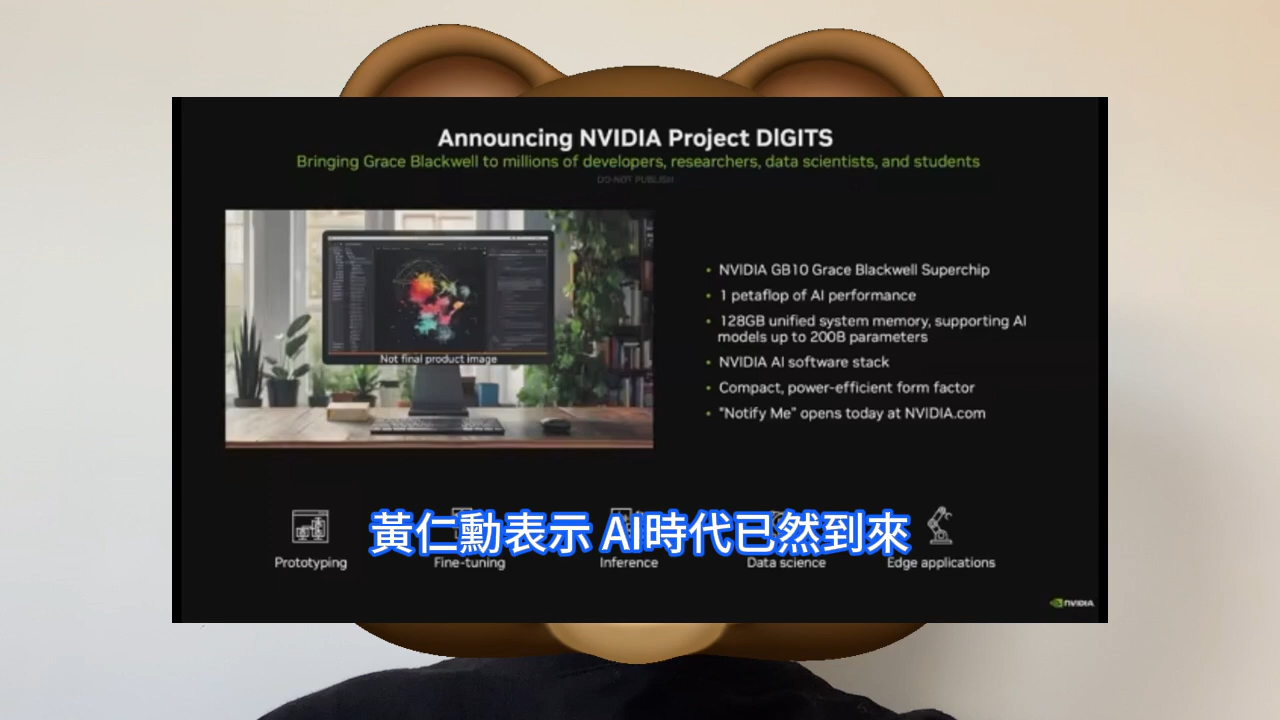 Announcing NVIDIA Project DIGITS
Bringing Grace Blackwell to millions of developers, researchers, data scientists, and students
DO NOT PUBLISH
• NVIDIA GB10 Grace Blackwell Superchip
• 1 petaflop of AI performance
• 128GB unified system memory, supporting AI
models up to 200B parameters
• NVIDIA AI software stack
• Compact, power-efficient form factor
• "Notify Me" opens today at NVIDIA.com
Not final product image
黃仁勳表示 AI時代已然到來
Prototyping
Fine-tuning
Inference
Data science
Edge applications
NVIDIA